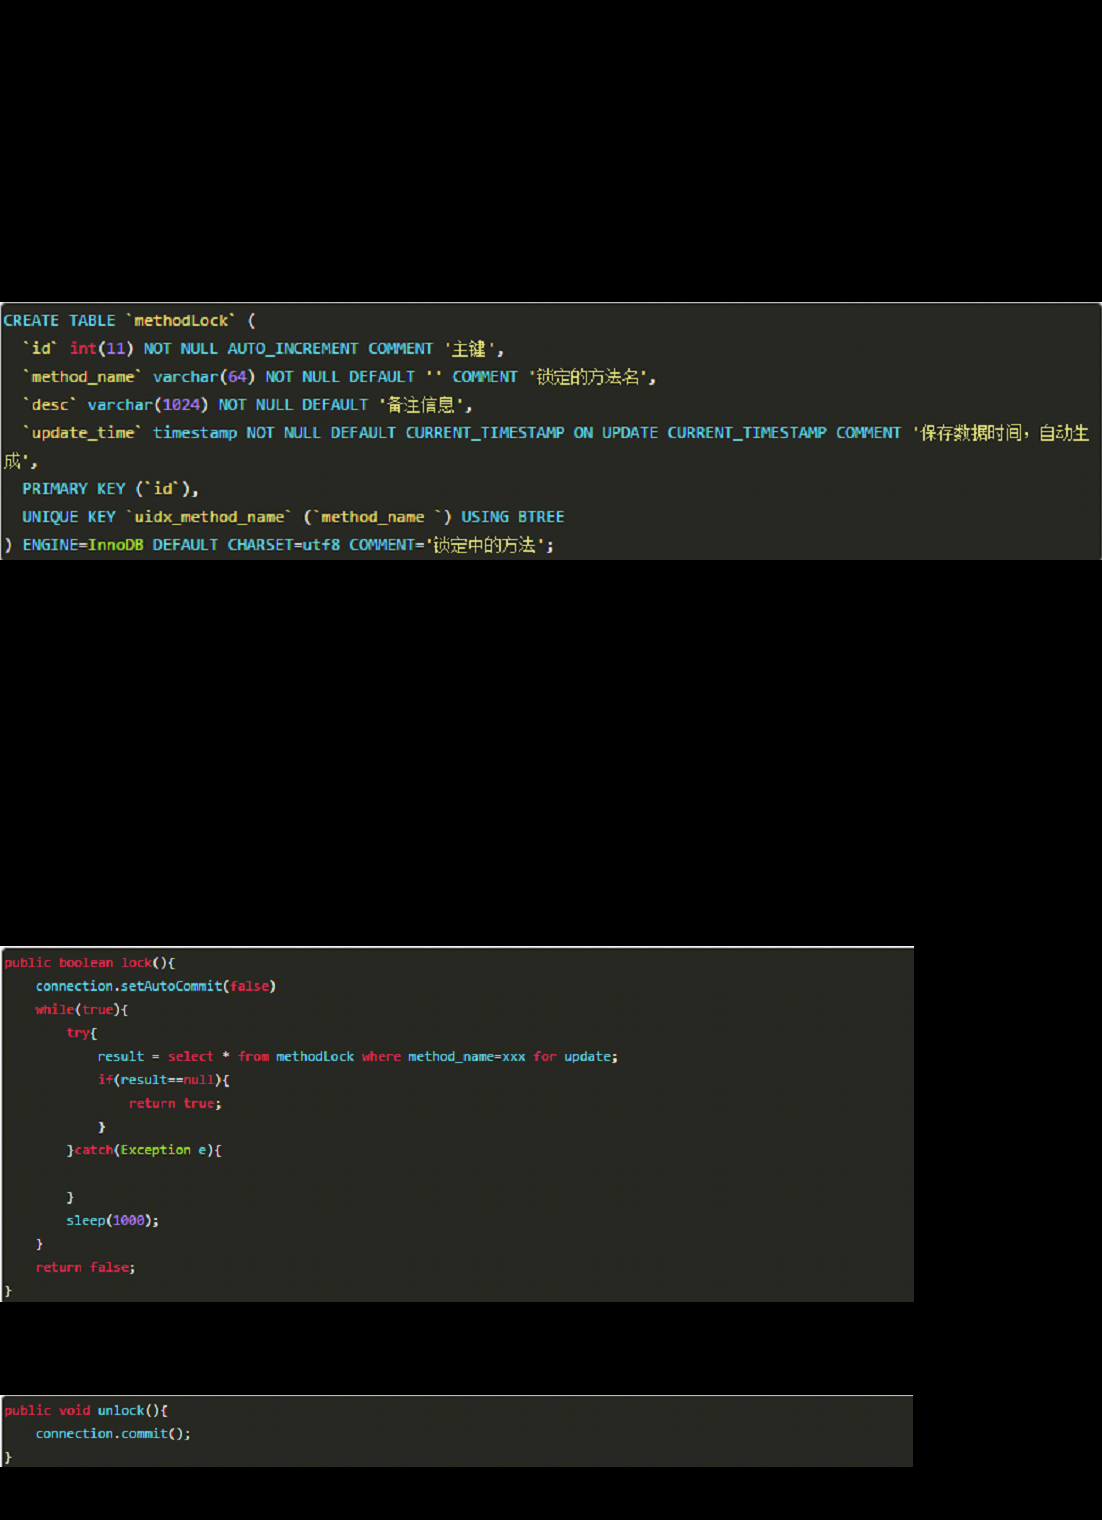 CREATE TABLE `methodLock` (
  `id` int(11) NOT NULL AUTO_INCREMENT COMMENT '主键',
  `method_name` varchar(64) NOT NULL DEFAULT '' COMMENT '锁定的方法名',
  `desc` varchar(1024) NOT NULL DEFAULT '备注信息',
  `update_time` timestamp NOT NULL DEFAULT CURRENT_TIMESTAMP ON UPDATE CURRENT_TIMESTAMP COMMENT '保存数据时间，自动生
成',
  PRIMARY KEY (`id`),
  UNIQUE KEY `uidx_method_name` (`method_name `) USING BTREE
) ENGINE=InnoDB DEFAULT CHARSET=utf8 COMMENT='锁定中的方法';
public boolean lock(){
    connection.setAutoCommit(false)
    while(true){
        try{
            result = select * from methodLock where method_name=xxx for update;
            if(result==null){
                return true;
            }
        }catch(Exception e){
        }
        sleep(1000);
    }
    return false;
}
public void unlock(){
    connection.commit();
}